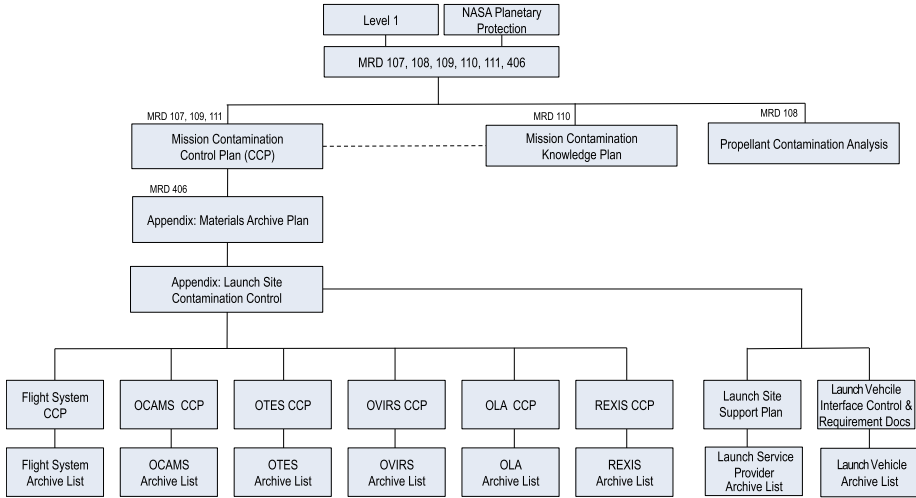 Level 1
NASA Planetary
Protection
MRD 107, 108, 109, 110, 111, 406
MRD 107, 109, 111
MRD 110
MRD 108
Mission Contamination
Control Plan (CCP)
Mission Contamination
Knowledge Plan
Propellant Contamination Analysis
MRD 406
Appendix: Materials Archive Plan
Appendix: Launch Site
Contamination Control
Flight System
CCP
OCAMS CCP
OTES CCP
OVIRS CCP
OLA CCP
REXIS CCP
Launch Site
Support Plan
Launch Vehcile
Interface Control &
Requirement Docs
Flight System
Archive List
OCAMS
Archive List
OTES
Archive List
OVIRS
Archive List
OLA
Archive List
REXIS
Archive List
Launch Service
Provider
Archive List
Launch Vehicle
Archive List